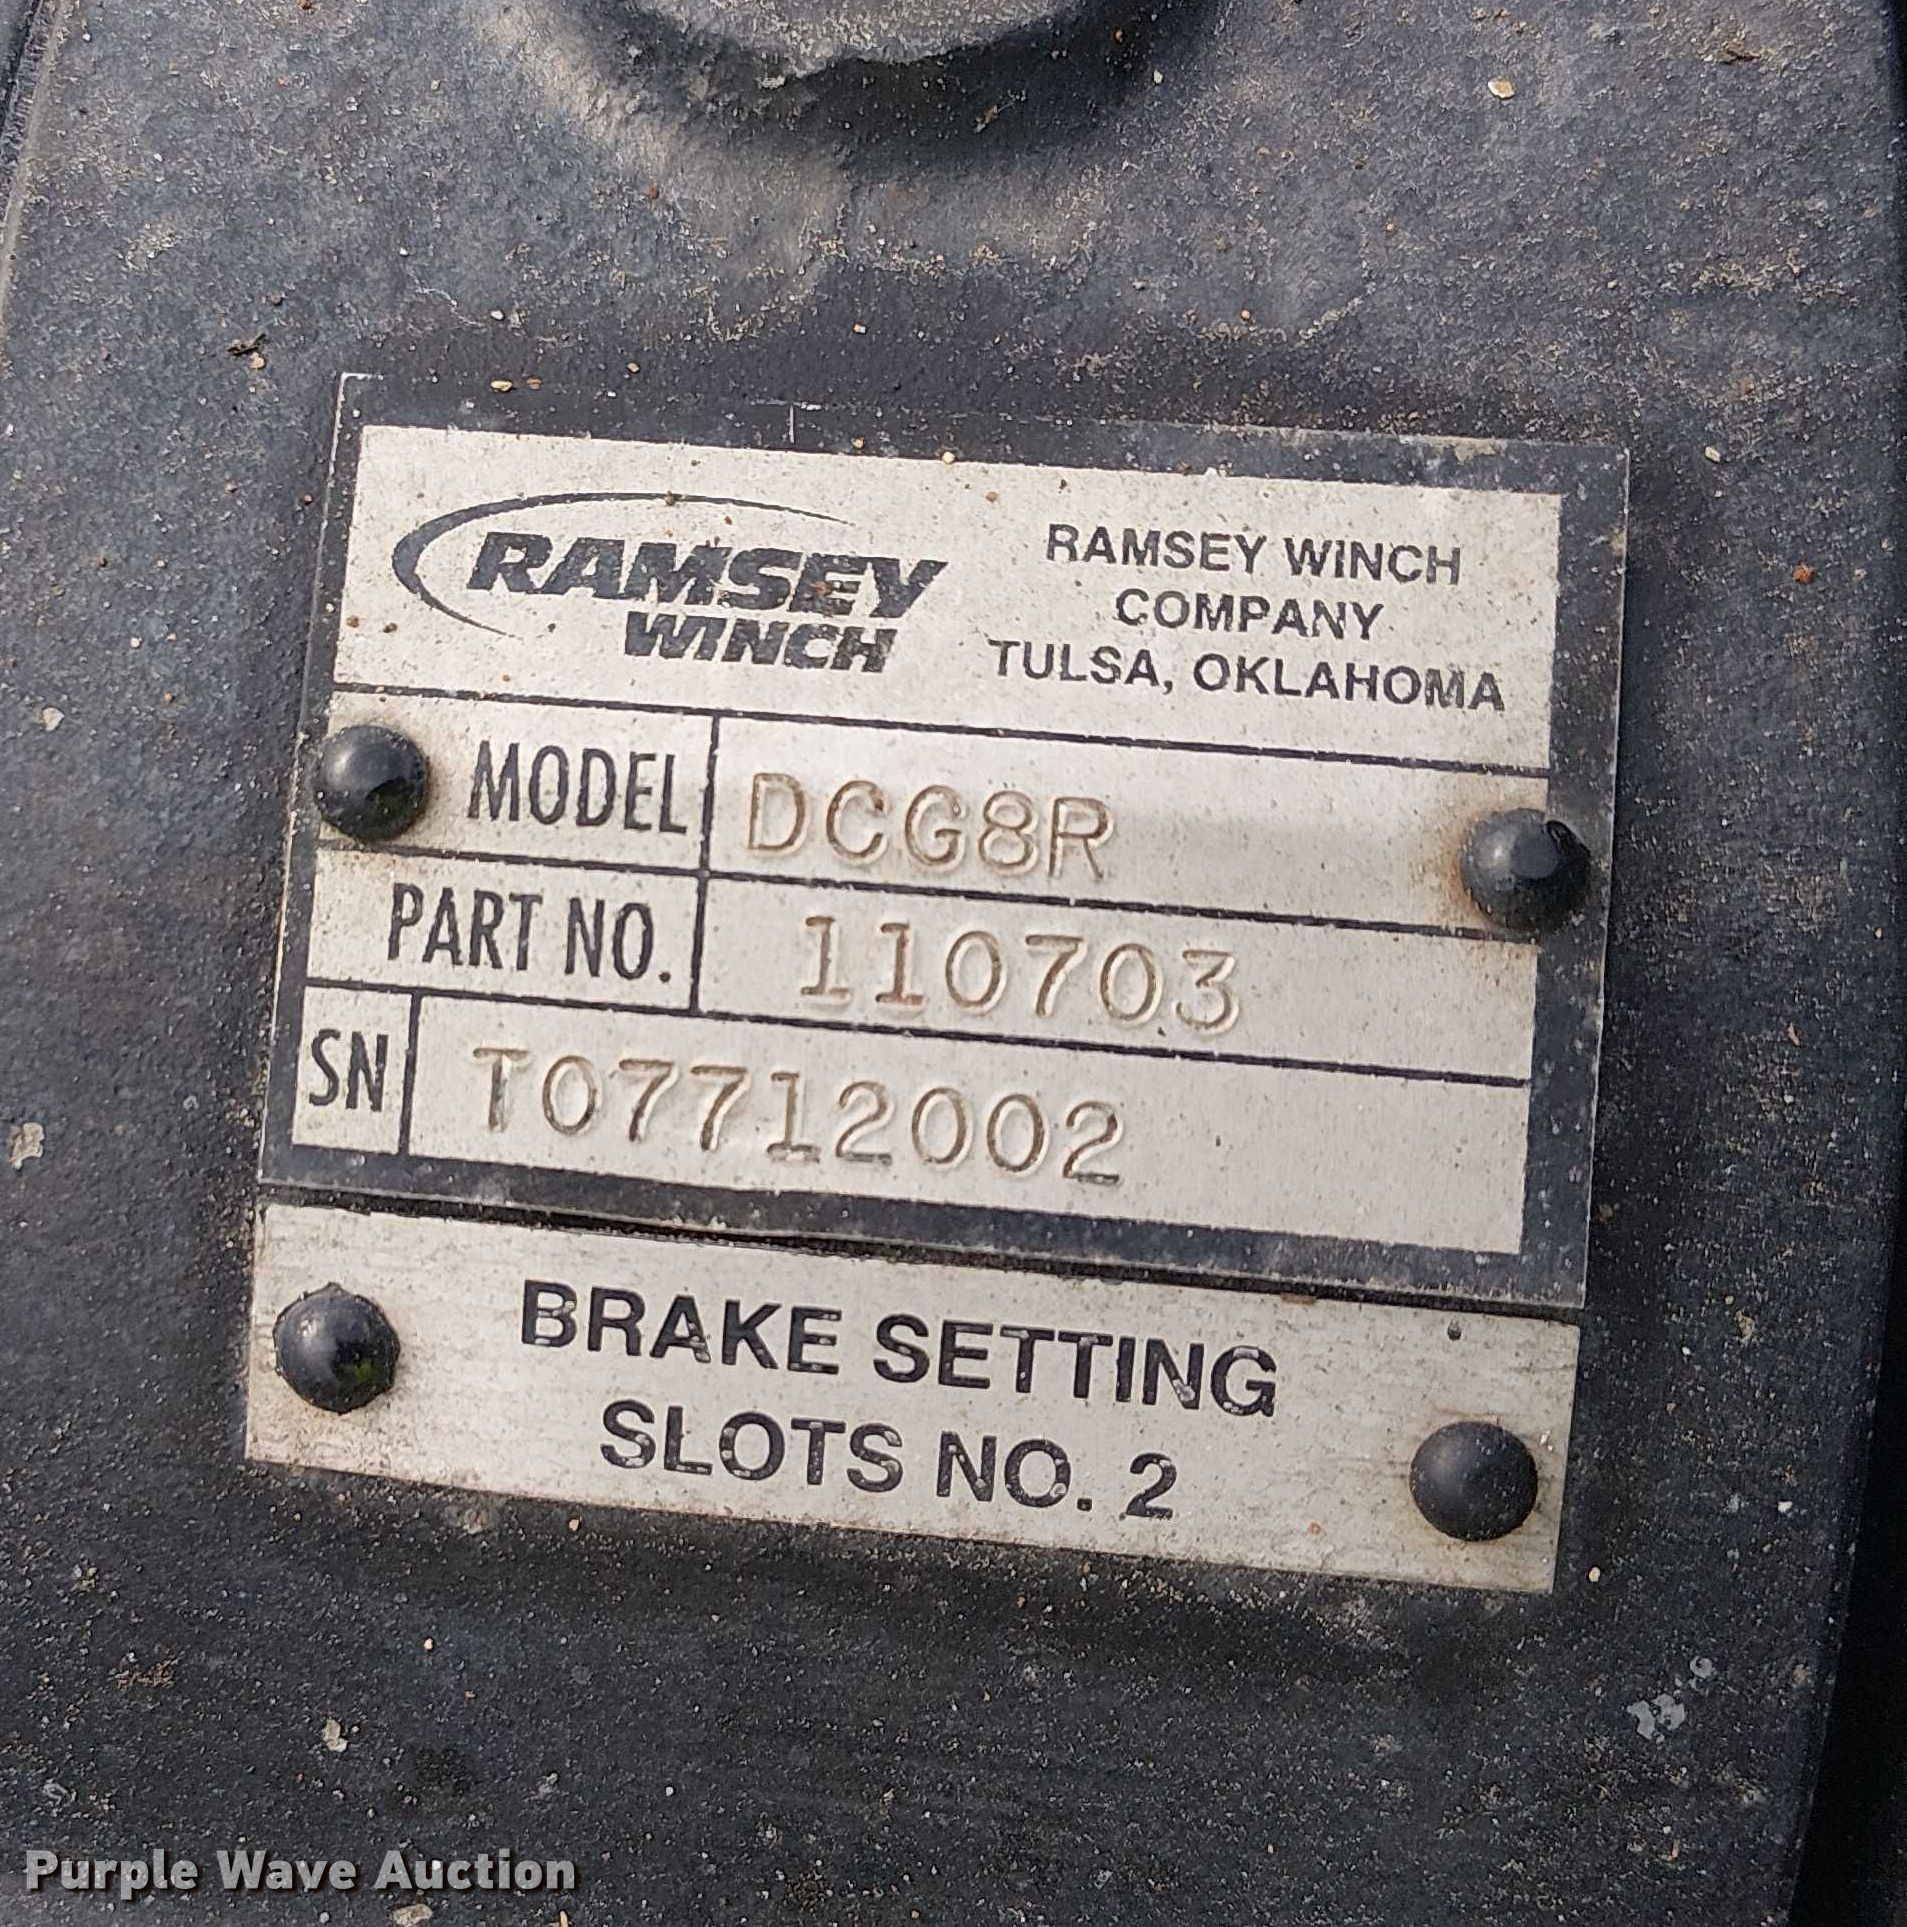 RAMSEY
WINCH
RAMSEY WINCH
COMPANY
TULSA, OKLAHOMA
MODEL DCG8R
PART NO. 110703
SN T07712002
BRAKE SETTING
SLOTS NO. 2
Purple Wave Auction